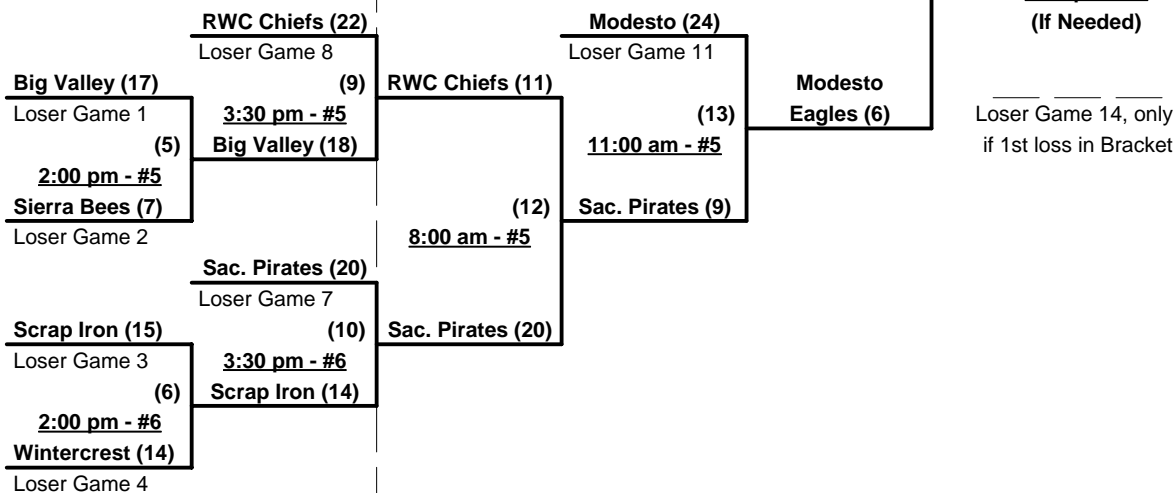 RWC Chiefs (22)
Modesto (24)
(If Needed)
Loser Game 8
Loser Game 11
Big Valley (17)
(9)
RWC Chiefs (11)
Modesto
Loser Game 1
3:30 pm - #5
(13)
Eagles (6)
____ ____ ____
Loser Game 14, only
(5)
Big Valley (18)
11:00 am - #5
if 1st loss in Bracket
2:00 pm - #5
Sierra Bees (7)
(12)
Sac. Pirates (9)
Loser Game 2
8:00 am - #5
Sac. Pirates (20)
Loser Game 7
Scrap Iron (15)
(10)
Sac. Pirates (20)
Loser Game 3
3:30 pm - #6
(6)
Scrap Iron (14)
2:00 pm - #6
Wintercrest (14)
Loser Game 4